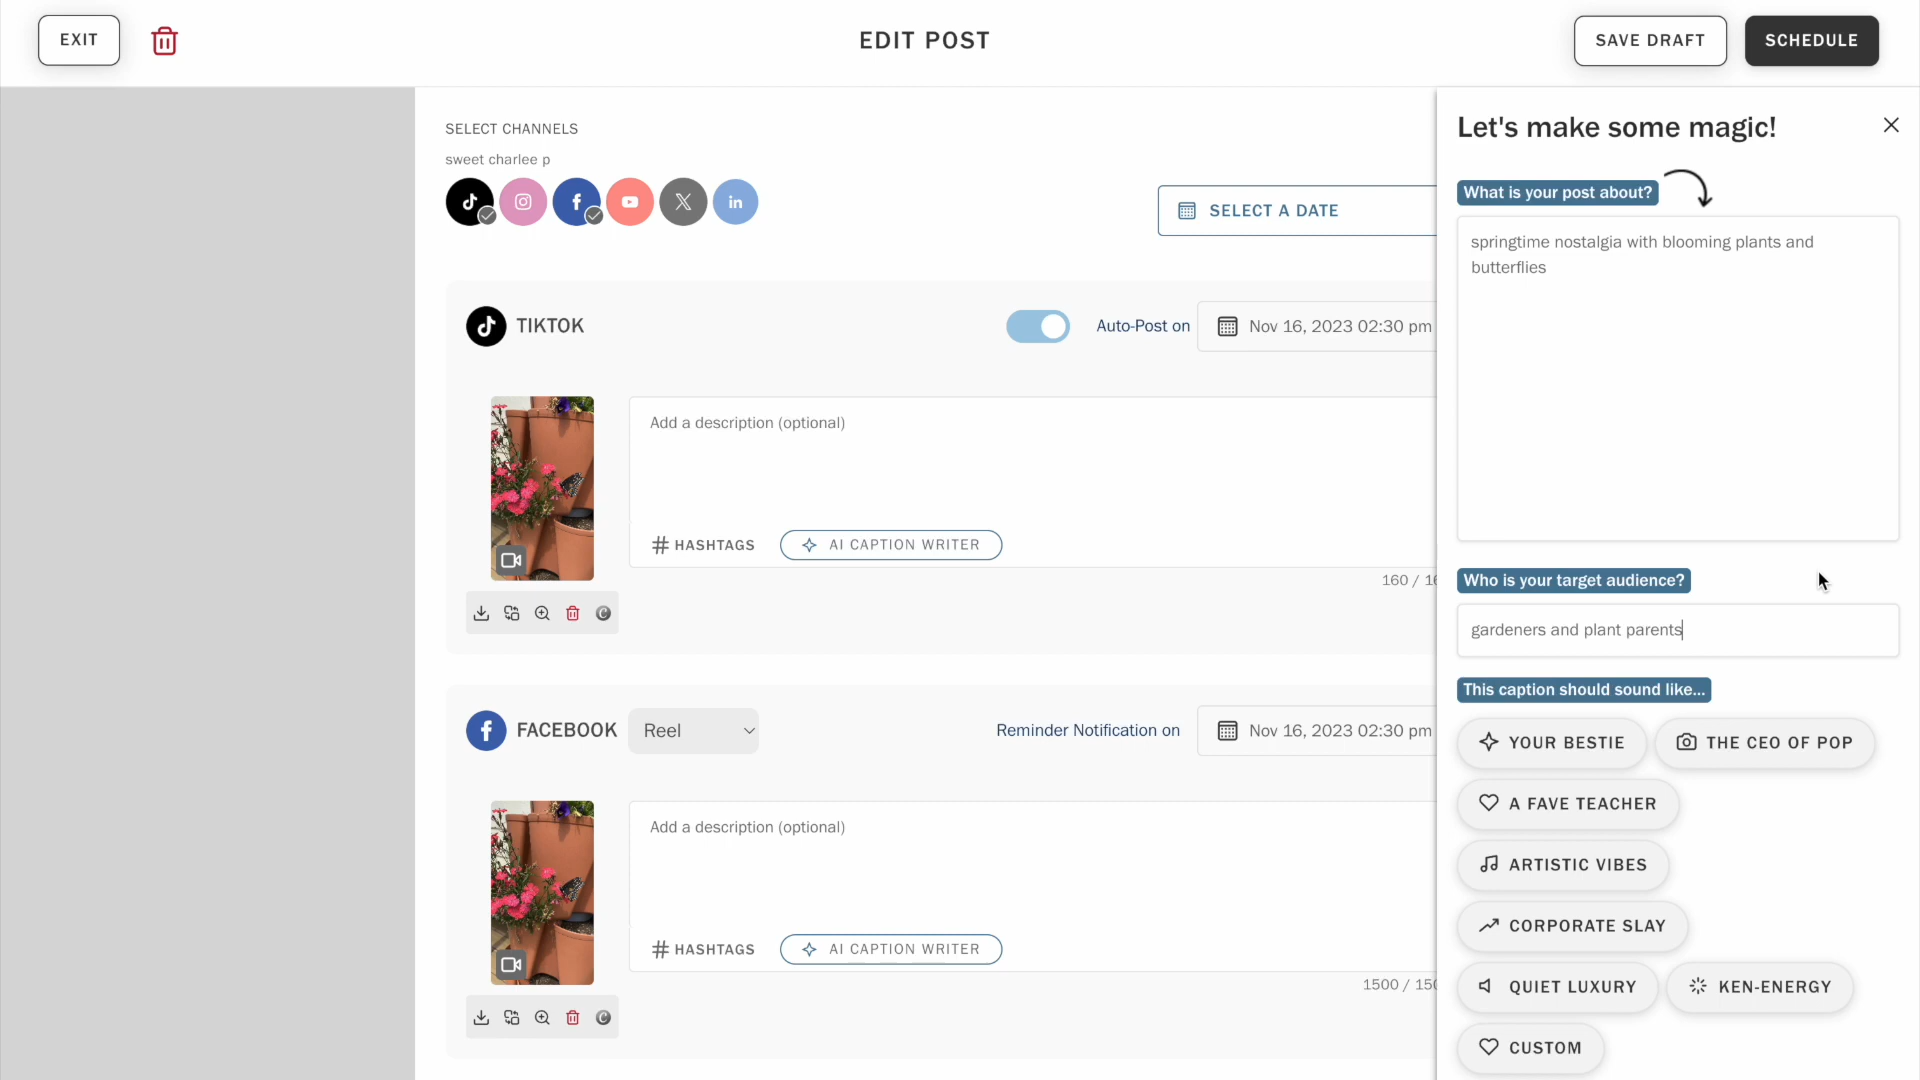 EXIT
EDIT POST
SAVE DRAFT
SCHEDULE
SELECT CHANNELS
sweet charlee p
SELECT A DATE
TIKTOK
Auto-Post on
Nov 16, 2023 02:30 pm
Add a description (optional)
# HASHTAGS
AI CAPTION WRITER
160 / 16
FACEBOOK
Reel
Reminder Notification on
Nov 16, 2023 02:30 pm
Add a description (optional)
# HASHTAGS
AI CAPTION WRITER
1500 / 150
Let's make some magic!
What is your post about?
springtime nostalgia with blooming plants and
butterflies
Who is your target audience?
gardeners and plant parents
This caption should sound like...
YOUR BESTIE
THE CEO OF POP
A FAVE TEACHER
ARTISTIC VIBES
CORPORATE SLAY
QUIET LUXURY
KEN-ENERGY
CUSTOM